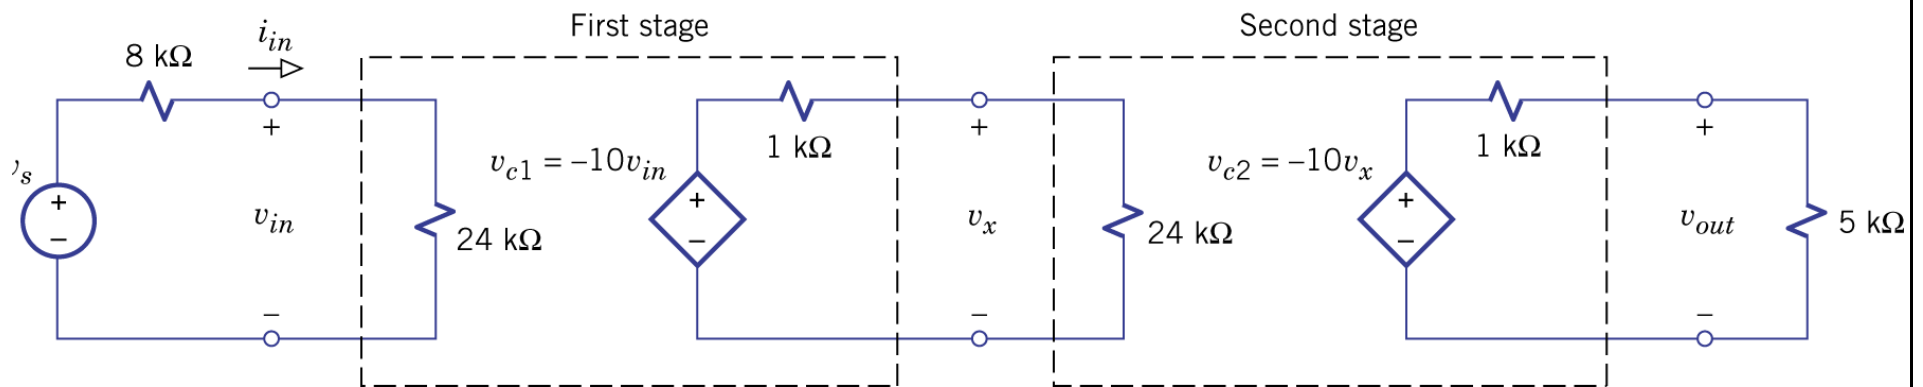 First stage
Second stage
8 kΩ
i_in
+
1 kΩ
+
1 kΩ
+
's
+
−
v_in
24 kΩ
−
v_c1 = −10v_in
+
−
v_x
24 kΩ
−
v_c2 = −10v_x
+
−
v_out
5 kΩ
−